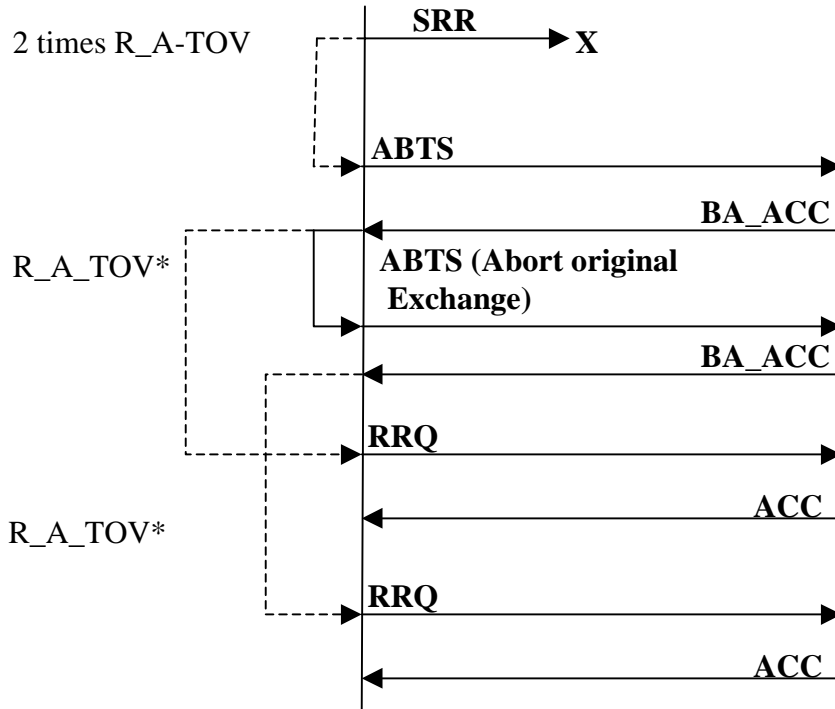 SRR
2 times R_A-TOV
X
ABTS
BA_ACC
R_A_TOV*
ABTS (Abort original
Exchange)
BA_ACC
RRQ
ACC
R_A_TOV*
RRQ
ACC